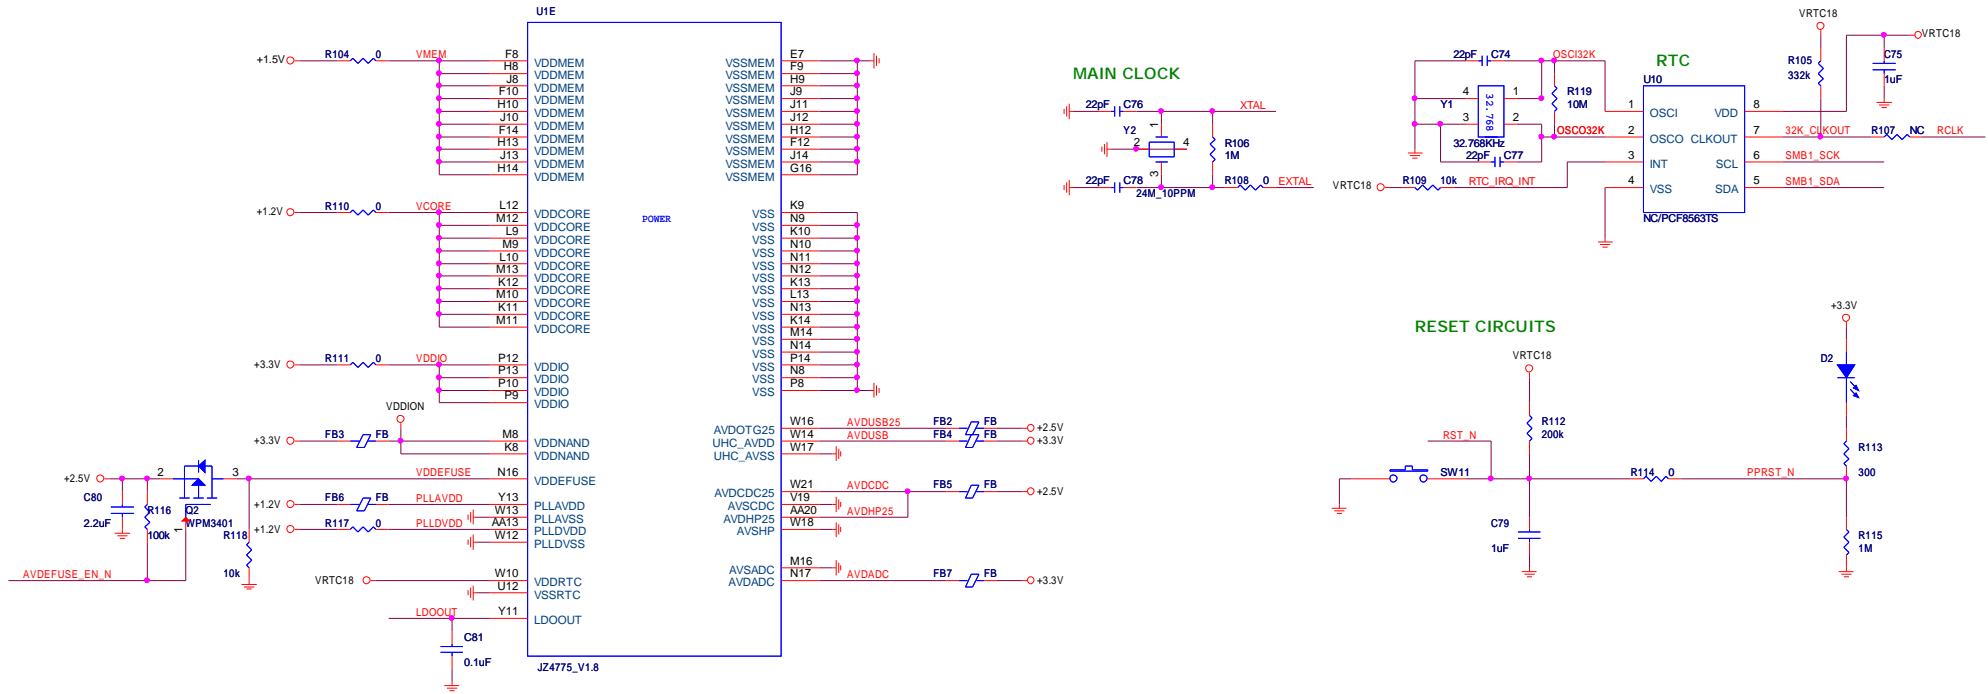 U1E
+1.5V R104 0 VMEM
F8 VDDMEM
H8 VDDMEM
J8 VDDMEM
F10 VDDMEM
H10 VDDMEM
J10 VDDMEM
F14 VDDMEM
H13 VDDMEM
J13 VDDMEM
H14 VDDMEM
VSSMEM E7
VSSMEM F9
VSSMEM H9
VSSMEM J9
VSSMEM J11
VSSMEM J12
VSSMEM H12
VSSMEM F12
VSSMEM J14
VSSMEM G16
+1.2V R110 0 VCORE
L12 VDDCORE
M12 VDDCORE
L9 VDDCORE
M9 VDDCORE
L10 VDDCORE
M13 VDDCORE
K12 VDDCORE
M10 VDDCORE
K11 VDDCORE
M11 VDDCORE
POWER
VSS K9
VSS N9
VSS K10
VSS N10
VSS N11
VSS N12
VSS K13
VSS L13
VSS N13
VSS K14
VSS M14
VSS N14
VSS P14
VSS N8
VSS P8
+3.3V R111 0 VDDIO
P12 VDDIO
P13 VDDIO
P10 VDDIO
P9 VDDIO
VDDION
+3.3V FB3 FB
M8 VDDNAND
K8 VDDNAND
+2.5V 2 3 VDDEFUSE N16 VDDEFUSE
C80
2.2uF
R116
100k
Q2
WPM3401
1
R118
10k
AVDEFUSE_EN_N
+1.2V FB6 FB PLLAVDD Y13 PLLAVDD
W13 PLLAVSS
+1.2V R117 0 PLLDVDD AA13 PLLDVDD
W12 PLLDVSS
VRTC18 W10 VDDRTC
U12 VSSRTC
LDOOUT Y11 LDOOUT
C81
0.1uF
AVDOTG25 W16 AVDUSB25 FB2 FB +2.5V
UHC_AVDD W14 AVDUSB FB4 FB +3.3V
UHC_AVSS W17
AVDCDC25 W21 AVDCDC FB5 FB +2.5V
AVSCDC V19
AVDHP25 AA20 AVDHP25
AVSHP W18
AVSADC M16
AVDADC N17 AVDADC FB7 FB +3.3V
JZ4775_V1.8
MAIN CLOCK
22pF C76 XTAL
Y2
1
2 4
3
R106
1M
22pF C78 R108 0 EXTAL
24M_10PPM
RTC
VRTC18
VRTC18
22pF C74 OSCI32K
R105
332k
C75
1uF
4 1
Y1
32.768
3 2
32.768KHz
22pF C77
R119
10M
OSCO32K
U10
1 OSCI
2 OSCO
3 INT
4 VSS
VDD 8
CLKOUT 7 32K_CLKOUT R107 NC RCLK
SCL 6 SMB1_SCK
SDA 5 SMB1_SDA
VRTC18 R109 10k RTC_IRQ_INT
NC/PCF8563TS
RESET CIRCUITS
VRTC18
+3.3V
D2
R112
200k
RST_N
SW11
R114 0 PPRST_N
R113
300
C79
1uF
R115
1M